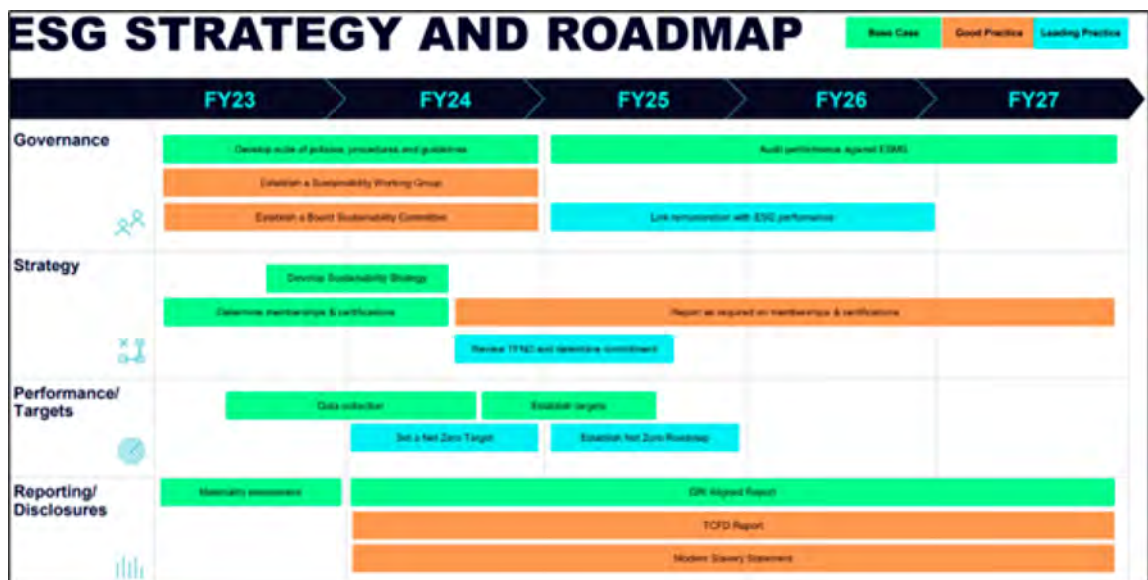 ESG STRATEGY AND ROADMAP
Base Case
Good Practice
Leading Practice
FY23
FY24
FY25
FY26
FY27
Governance
Develop suite of policies, procedures and guidelines
Audit performance against ESMS
Establish a Sustainability Working Group
Establish a Board Sustainability Committee
Link remuneration with ESG performance
Strategy
Develop Sustainability Strategy
Determine memberships & certifications
Report as required on memberships & certifications
Review TFND and determine commitment
Performance/
Targets
Data collection
Establish targets
Set a Net Zero Target
Establish Net Zero Roadmap
Reporting/
Disclosures
Materiality assessment
GRI Aligned Report
TCFD Report
Modern Slavery Statement